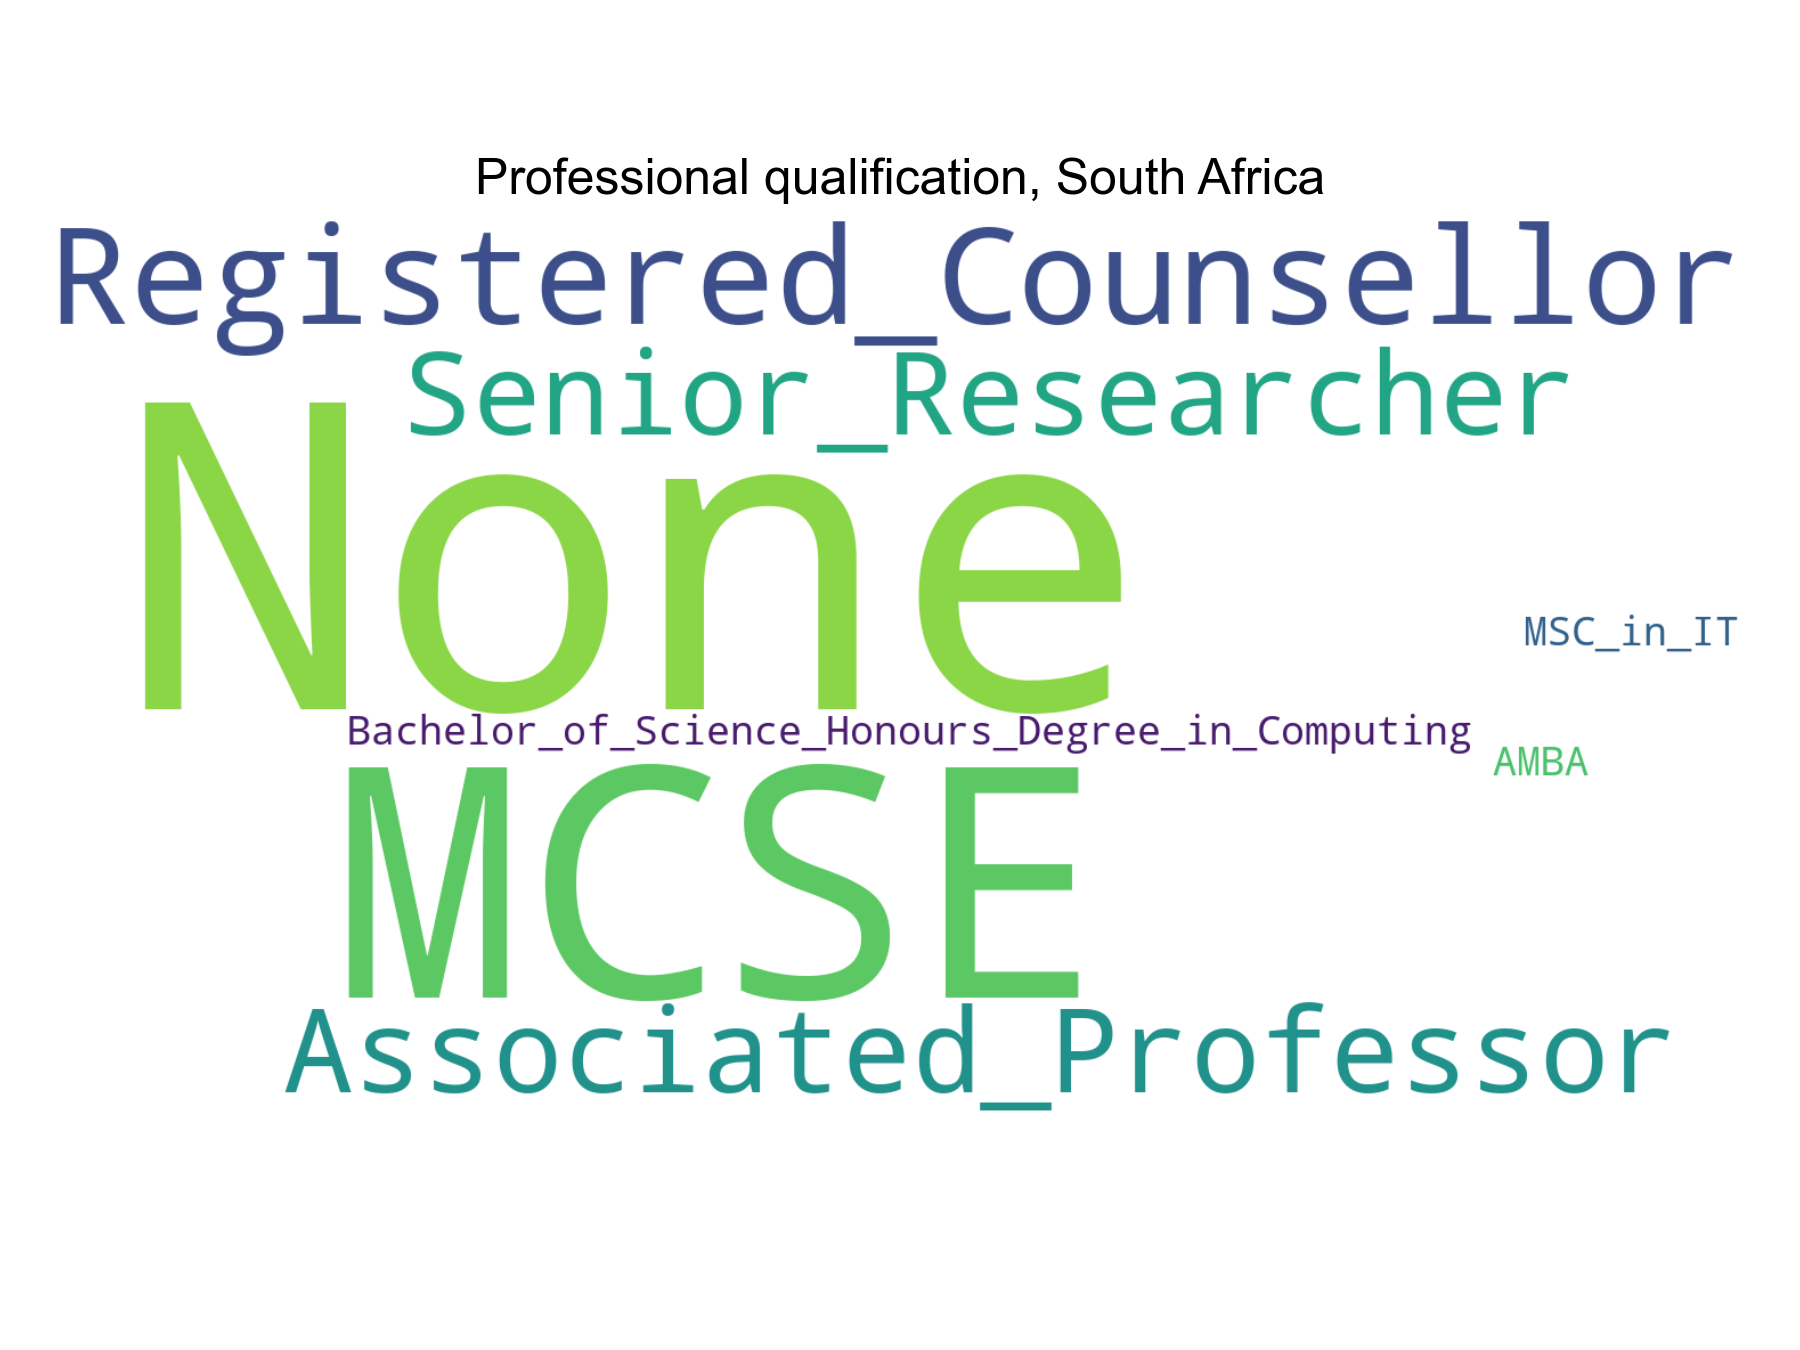 Professional qualification, South Africa
Registered_Counsellor
Senior_Researcher
None
MSC_in_IT
Bachelor_of_Science_Honours_Degree_in_Computing
AMBA
MCSE
Associated_Professor